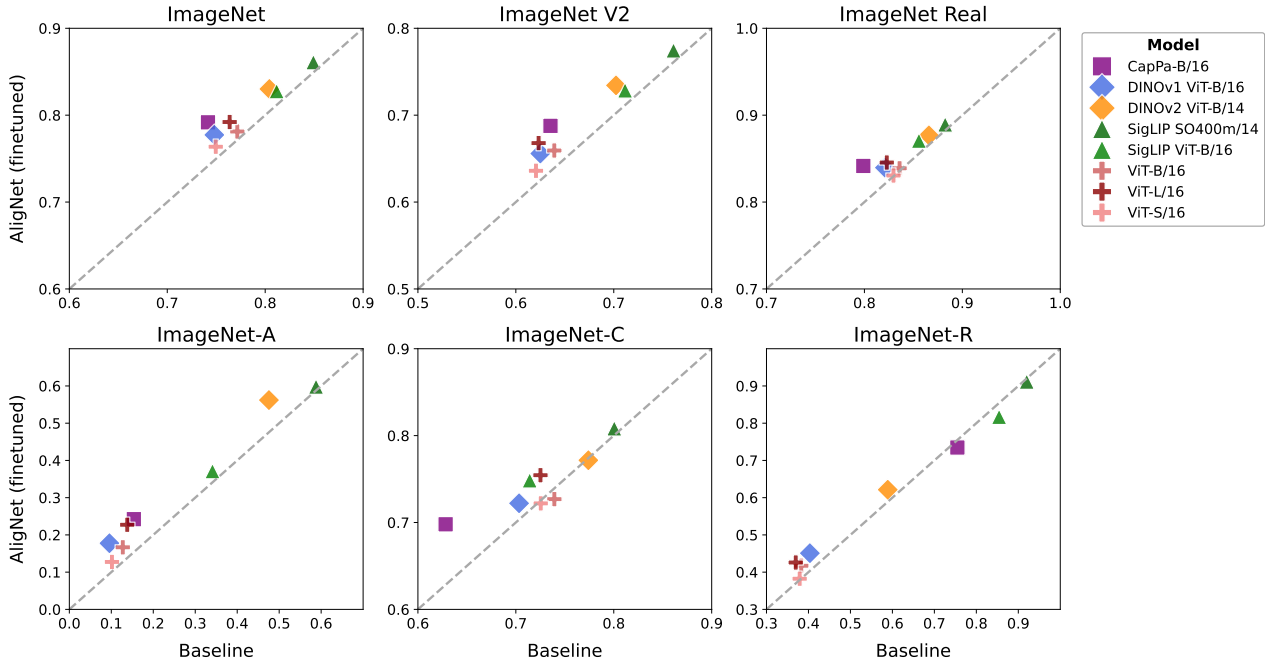 ImageNet
ImageNet V2
ImageNet Real
AligNet (finetuned)
0.9
0.8
0.7
0.6
0.6 0.7 0.8 0.9
0.8
0.7
0.6
0.5
0.5 0.6 0.7 0.8
1.0
0.9
0.8
0.7
0.7 0.8 0.9 1.0
Model
CapPa-B/16
DINOv1 ViT-B/16
DINOv2 ViT-B/14
SigLIP SO400m/14
SigLIP ViT-B/16
ViT-B/16
ViT-L/16
ViT-S/16
ImageNet-A
ImageNet-C
ImageNet-R
AligNet (finetuned)
0.6
0.5
0.4
0.3
0.2
0.1
0.0
0.0 0.1 0.2 0.3 0.4 0.5 0.6
Baseline
0.9
0.8
0.7
0.6
0.6 0.7 0.8 0.9
Baseline
0.9
0.8
0.7
0.6
0.5
0.4
0.3
0.3 0.4 0.5 0.6 0.7 0.8 0.9
Baseline